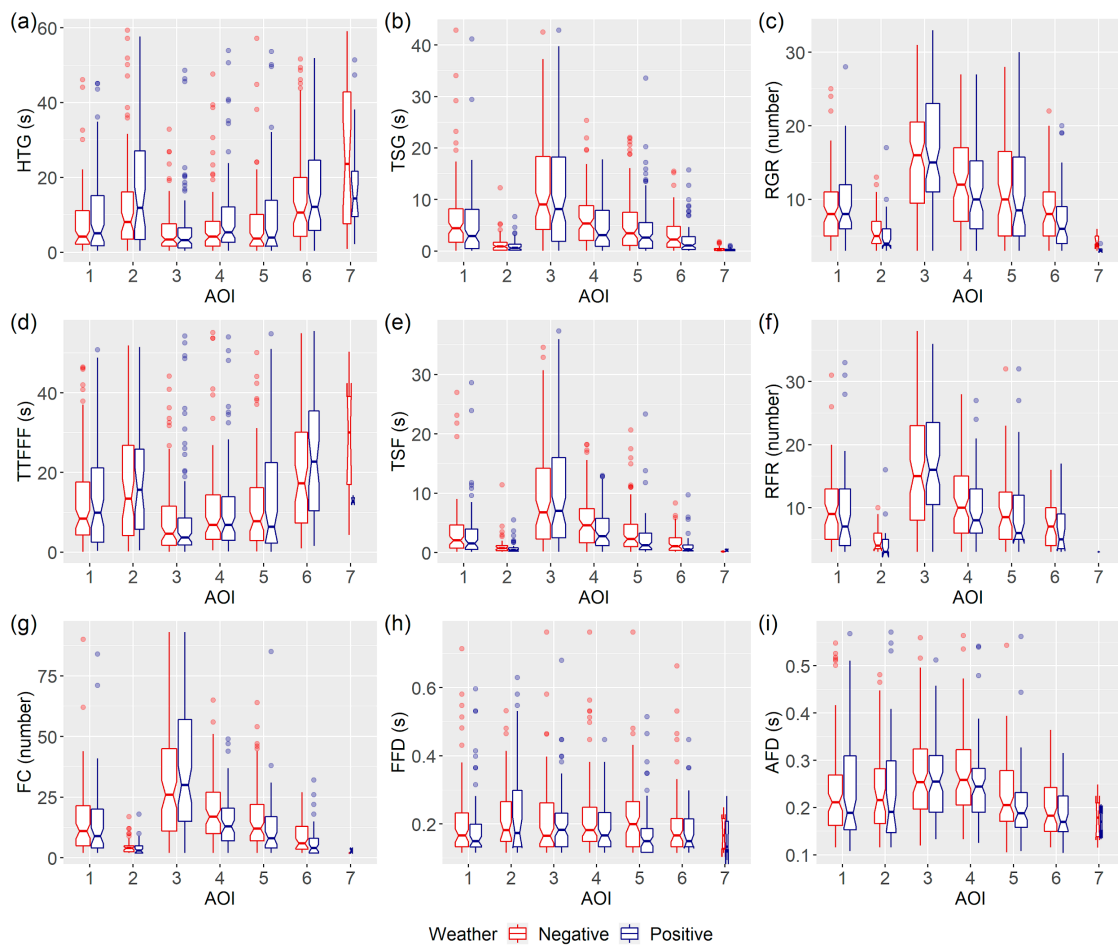 (a)
HTG (s)
60
40
20
0
1 2 3 4 5 6 7
AOI
(b)
TSG (s)
40
30
20
10
0
1 2 3 4 5 6 7
AOI
(c)
RGR (number)
30
20
10
1 2 3 4 5 6 7
AOI
(d)
TTFFF (s)
60
40
20
0
1 2 3 4 5 6 7
AOI
(e)
TSF (s)
30
20
10
0
1 2 3 4 5 6 7
AOI
(f)
RFR (number)
30
20
10
1 2 3 4 5 6 7
AOI
(g)
FC (number)
75
50
25
0
1 2 3 4 5 6 7
AOI
(h)
FFD (s)
0.6
0.4
0.2
1 2 3 4 5 6 7
AOI
(i)
AFD (s)
0.5
0.4
0.3
0.2
0.1
1 2 3 4 5 6 7
AOI
Weather Negative Positive